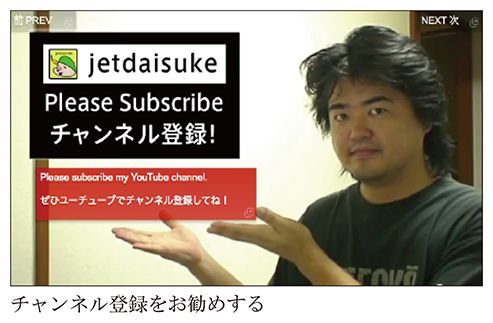 前 PREV
NEXT 次
jetdaisuke
Please Subscribe
チャンネル登録!
Please subscribe my YouTube channel.
ぜひユーチューブでチャンネル登録してね！
チャンネル登録をお勧めする